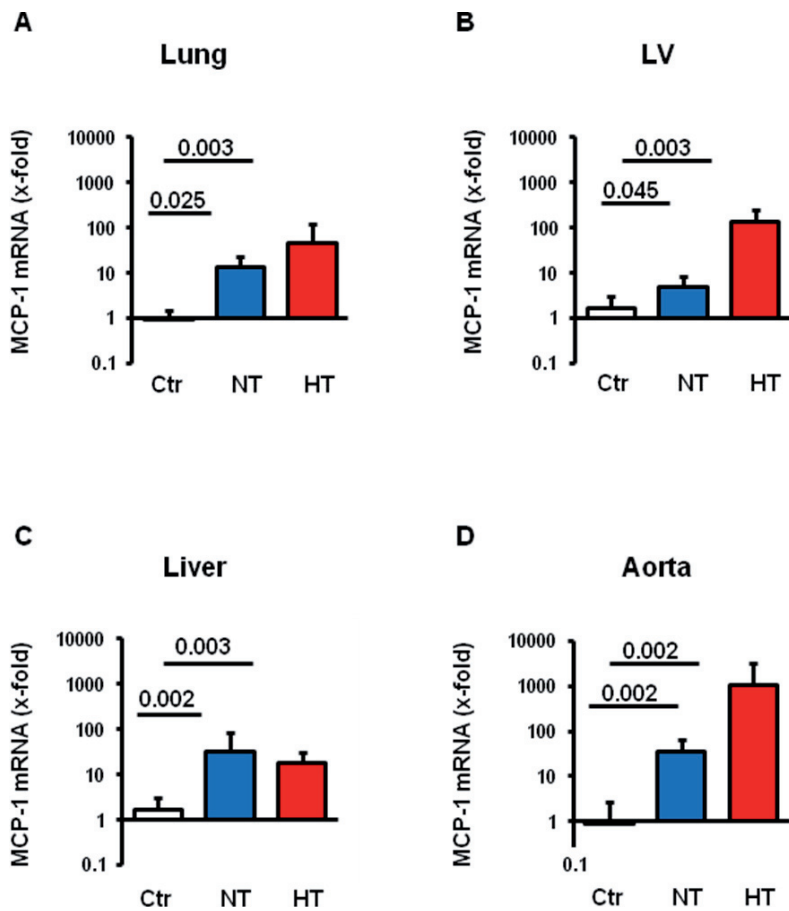 A
Lung
MCP-1 mRNA (x-fold)
10000
1000
100
10
1
0.1
0.003
0.025
Ctr NT HT
B
LV
MCP-1 mRNA (x-fold)
10000
1000
100
10
1
0.1
0.003
0.045
Ctr NT HT
C
Liver
MCP-1 mRNA (x-fold)
10000
1000
100
10
1
0.1
0.003
0.002
Ctr NT HT
D
Aorta
MCP-1 mRNA (x-fold)
10000
1000
100
10
1
0.1
0.002
0.002
Ctr NT HT